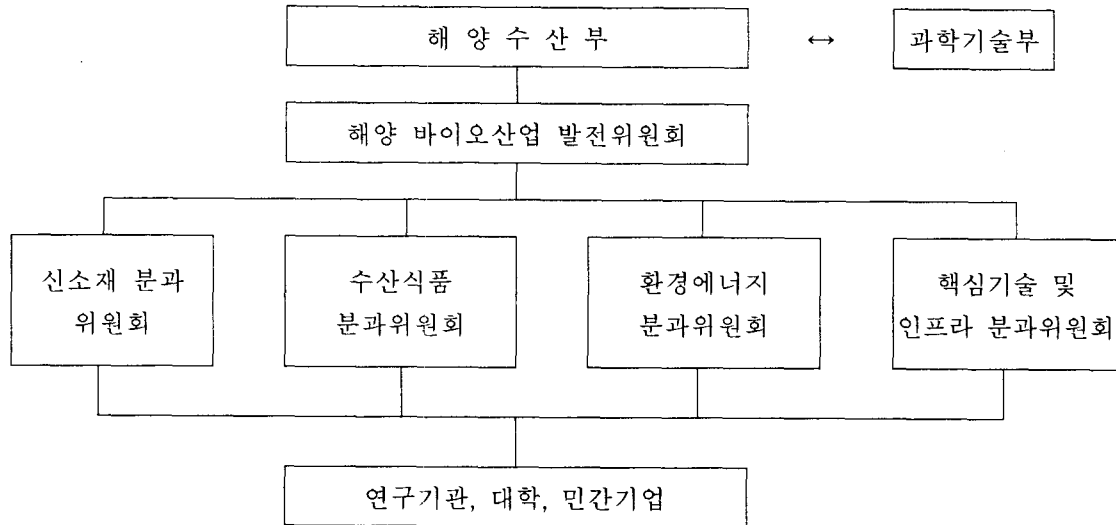 해 양 수 산 부 ↔ 과학기술부
해양 바이오산업 발전위원회
신소재 분과
위원회
수산식품
분과위원회
환경에너지
분과위원회
핵심기술 및
인프라 분과위원회
연구기관, 대학, 민간기업